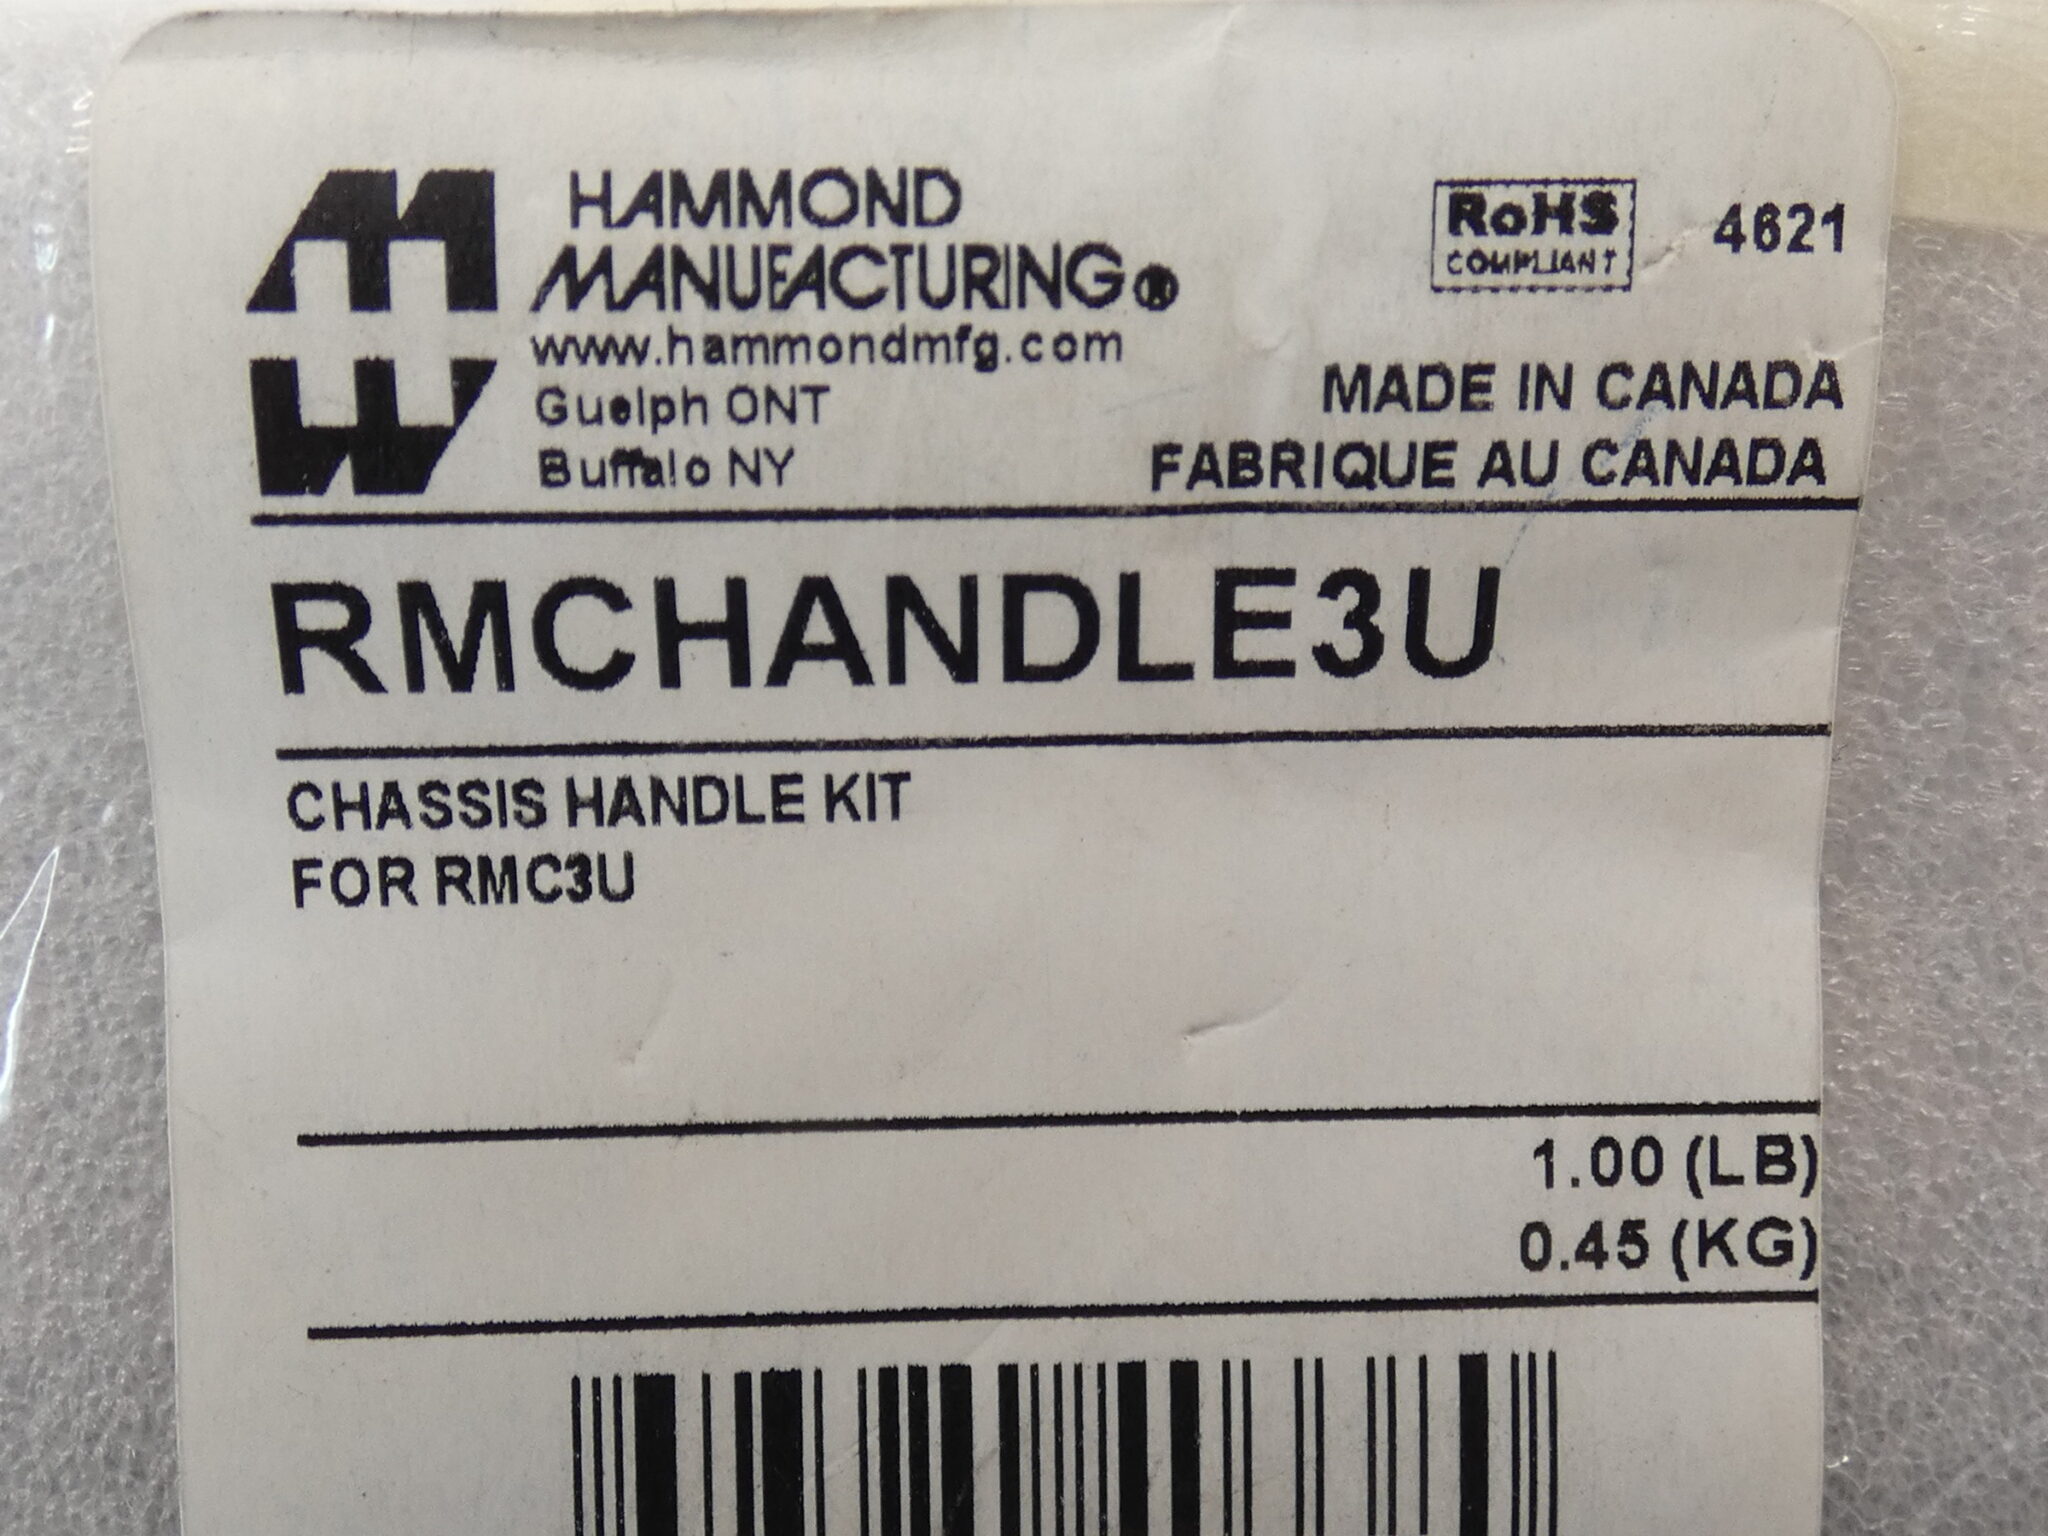 HAMMOND
MANUFACTURING®
www.hammondmfg.com
Guelph ONT
Buffalo NY
RoHS
COMPLIANT
4621
MADE IN CANADA
FABRIQUE AU CANADA
RMCHANDLE3U
CHASSIS HANDLE KIT
FOR RMC3U
1.00 (LB)
0.45 (KG)